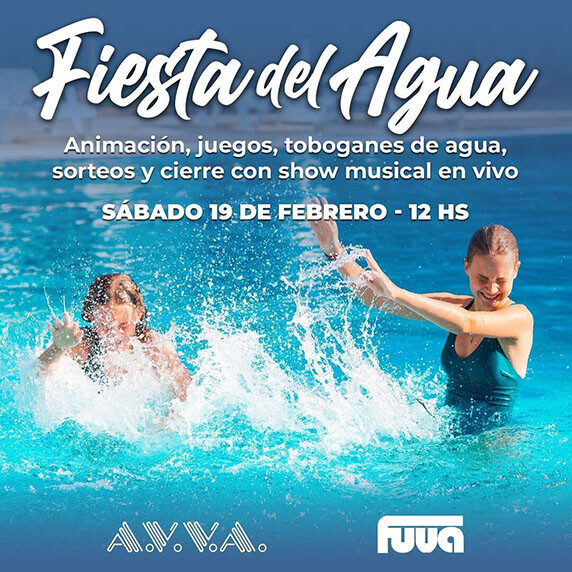 Fiesta del Agua
Animación, juegos, toboganes de agua,
sorteos y cierre con show musical en vivo
SÁBADO 19 DE FEBRERO - 12 HS
A.V.V.A.
fuva